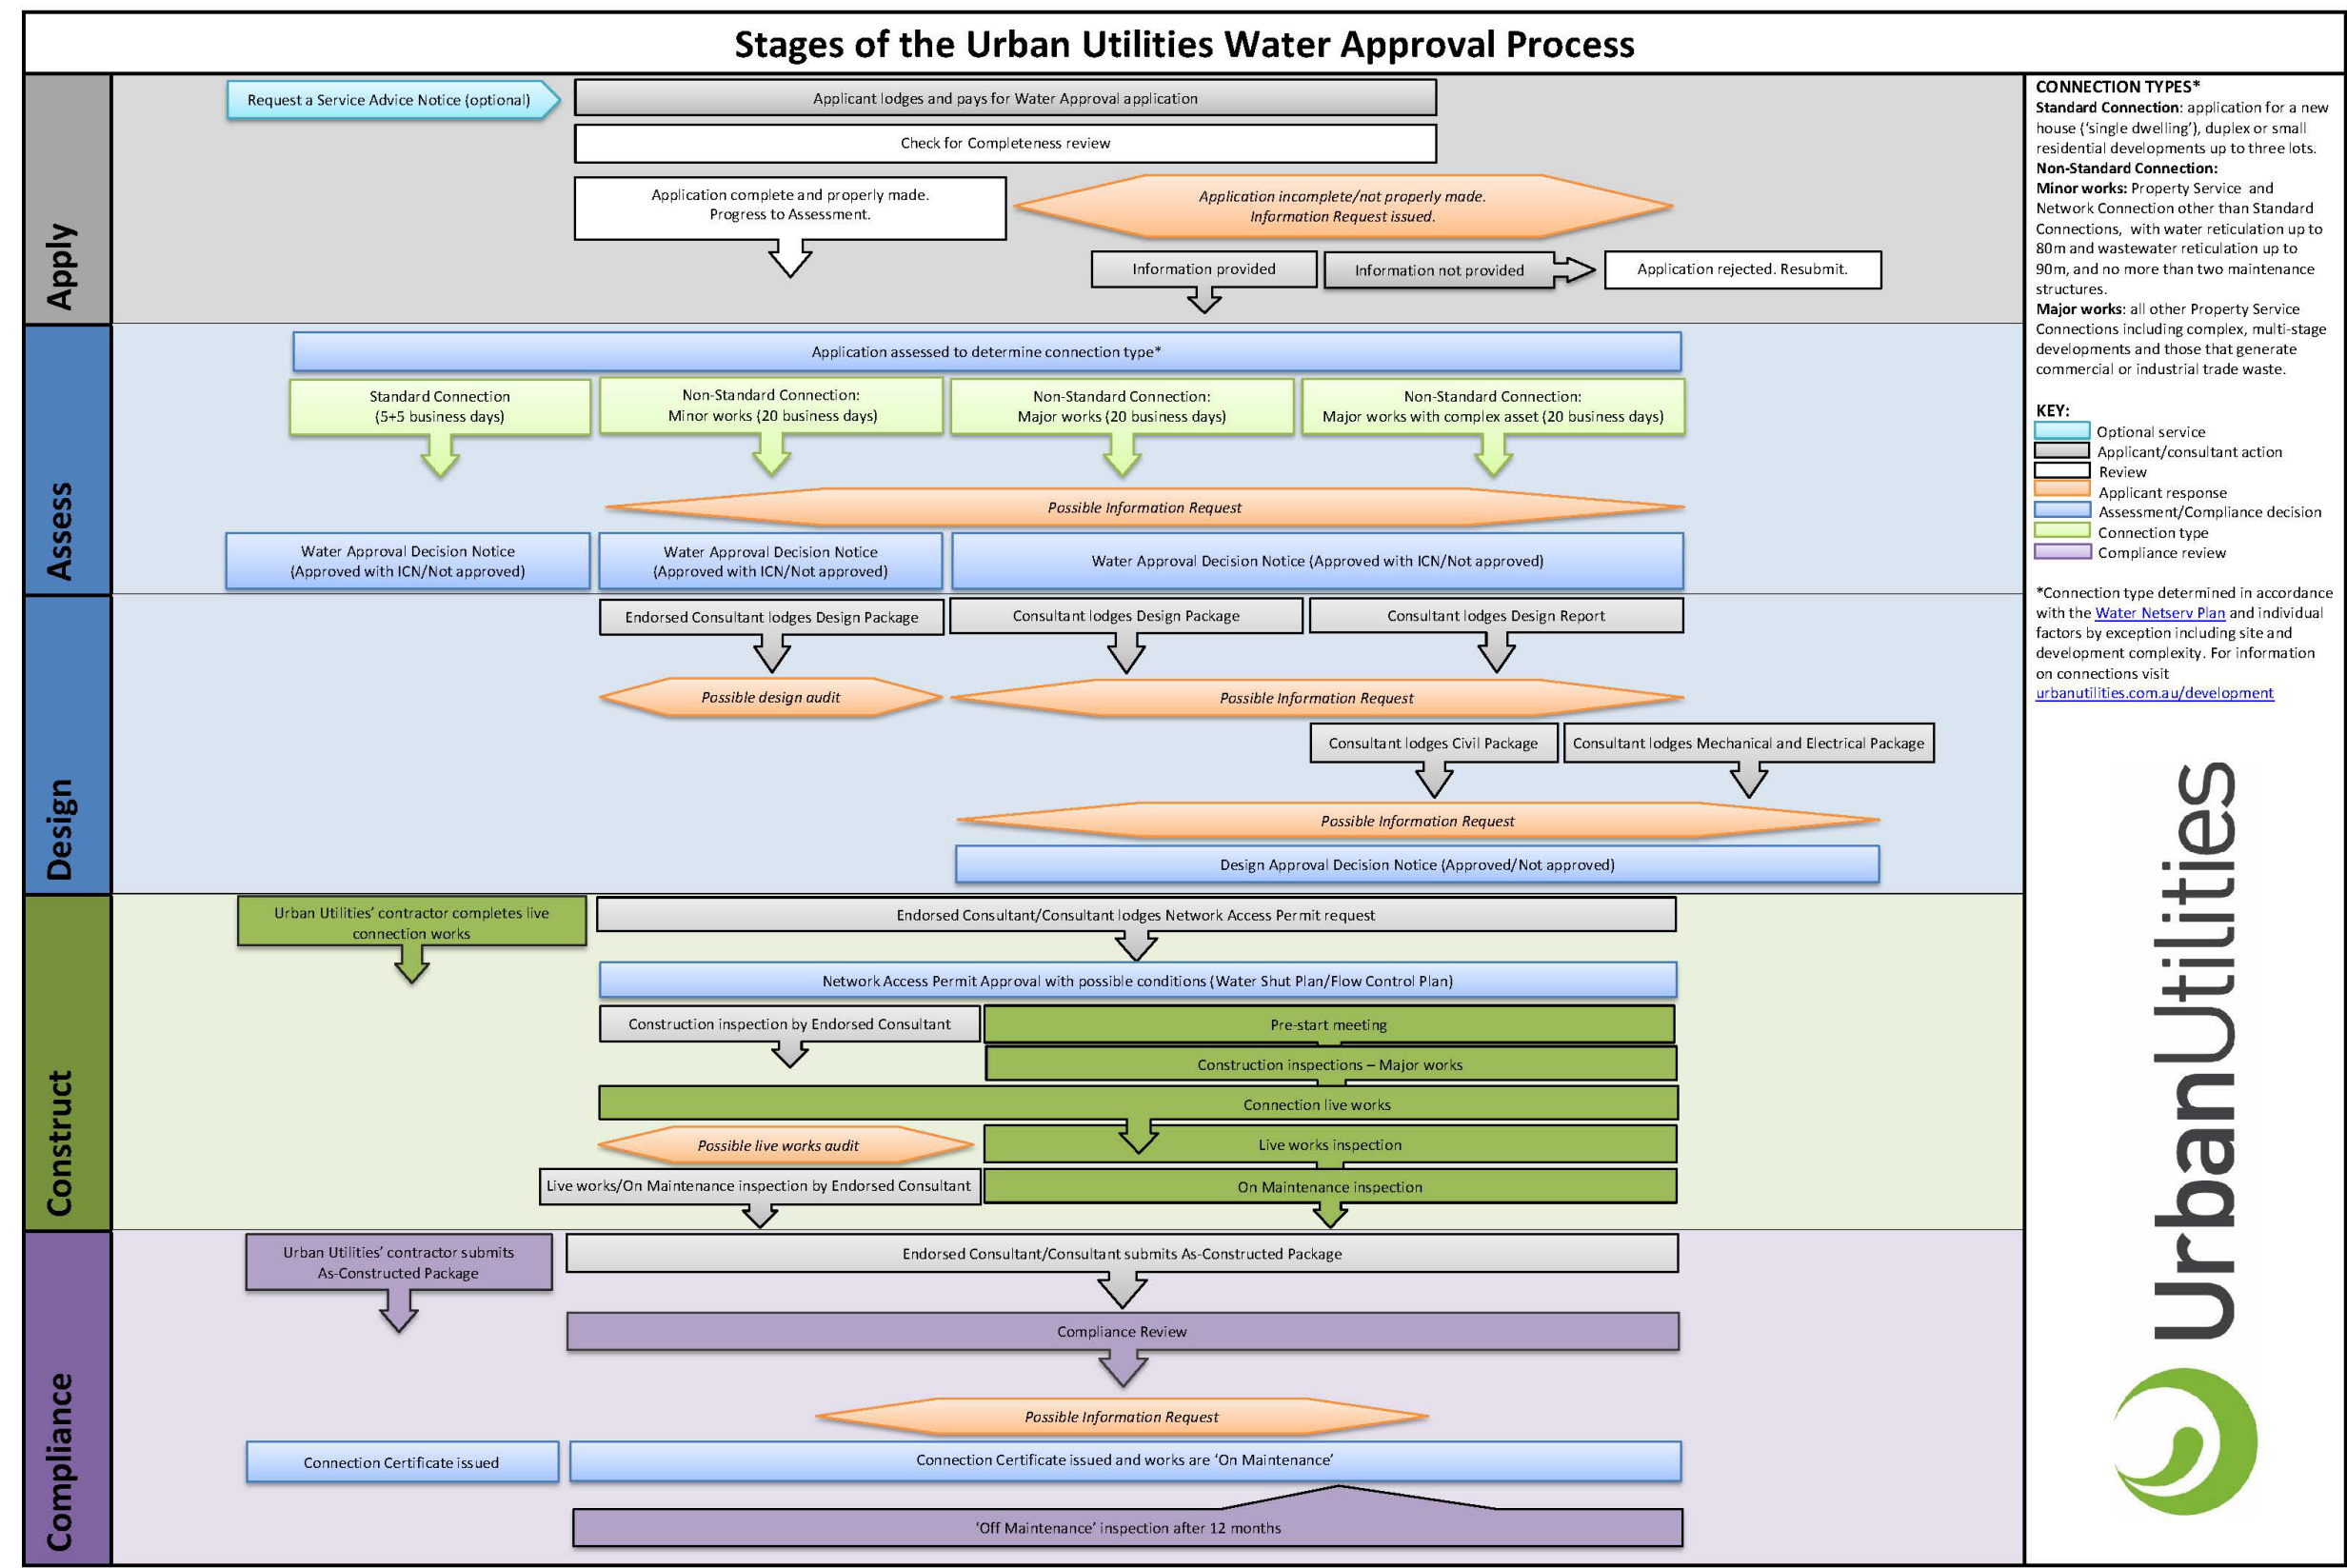 Stages of the Urban Utilities Water Approval Process
Apply
Request a Service Advice Notice (optional)
Applicant lodges and pays for Water Approval application
Check for Completeness review
Application complete and properly made.
Progress to Assessment.
Application incomplete/not properly made.
Information Request issued.
Information provided
Information not provided
Application rejected. Resubmit.
Assess
Application assessed to determine connection type*
Standard Connection
(5+5 business days)
Non-Standard Connection:
Minor works (20 business days)
Non-Standard Connection:
Major works (20 business days)
Non-Standard Connection:
Major works with complex asset (20 business days)
Possible Information Request
Water Approval Decision Notice
(Approved with ICN/Not approved)
Water Approval Decision Notice
(Approved with ICN/Not approved)
Water Approval Decision Notice (Approved with ICN/Not approved)
Design
Endorsed Consultant lodges Design Package
Consultant lodges Design Package
Consultant lodges Design Report
Possible design audit
Possible Information Request
Consultant lodges Civil Package
Consultant lodges Mechanical and Electrical Package
Possible Information Request
Design Approval Decision Notice (Approved/Not approved)
Construct
Urban Utilities' contractor completes live
connection works
Endorsed Consultant/Consultant lodges Network Access Permit request
Network Access Permit Approval with possible conditions (Water Shut Plan/Flow Control Plan)
Construction inspection by Endorsed Consultant
Pre-start meeting
Construction inspections – Major works
Connection live works
Possible live works audit
Live works inspection
Live works/On Maintenance inspection by Endorsed Consultant
On Maintenance inspection
Compliance
Urban Utilities' contractor submits
As-Constructed Package
Endorsed Consultant/Consultant submits As-Constructed Package
Compliance Review
Possible Information Request
Connection Certificate issued
Connection Certificate issued and works are 'On Maintenance'
'Off Maintenance' inspection after 12 months
CONNECTION TYPES*
Standard Connection: application for a new
house ('single dwelling'), duplex or small
residential developments up to three lots.
Non-Standard Connection:
Minor works: Property Service and
Network Connection other than Standard
Connections, with water reticulation up to
80m and wastewater reticulation up to
90m, and no more than two maintenance
structures.
Major works: all other Property Service
Connections including complex, multi-stage
developments and those that generate
commercial or industrial trade waste.
KEY:
Optional service
Applicant/consultant action
Review
Applicant response
Assessment/Compliance decision
Connection type
Compliance review
*Connection type determined in accordance
with the Water Netserv Plan and individual
factors by exception including site and
development complexity. For information
on connections visit
urbanutilities.com.au/development
UrbanUtilities